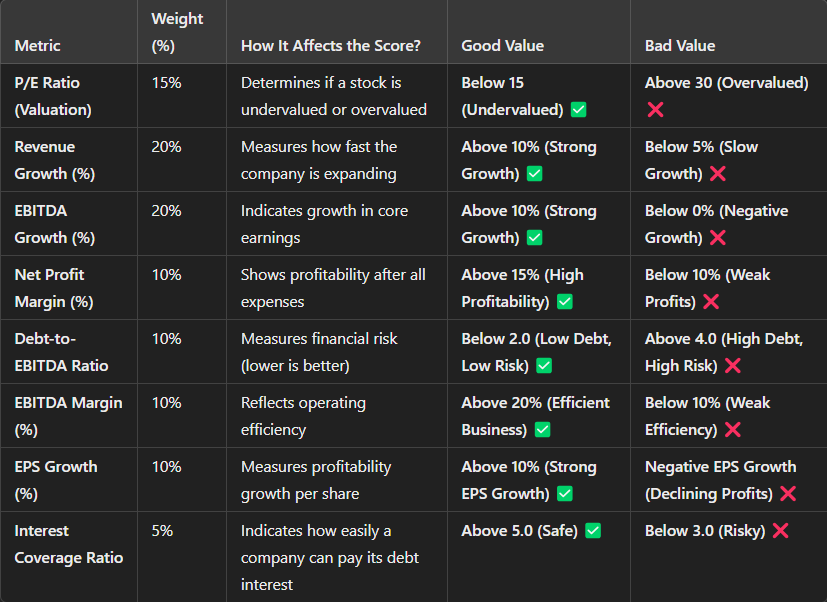 Metric | Weight (%) | How It Affects the Score? | Good Value | Bad Value
P/E Ratio (Valuation) | 15% | Determines if a stock is undervalued or overvalued | Below 15 (Undervalued) ✅ | Above 30 (Overvalued) ❌
Revenue Growth (%) | 20% | Measures how fast the company is expanding | Above 10% (Strong Growth) ✅ | Below 5% (Slow Growth) ❌
EBITDA Growth (%) | 20% | Indicates growth in core earnings | Above 10% (Strong Growth) ✅ | Below 0% (Negative Growth) ❌
Net Profit Margin (%) | 10% | Shows profitability after all expenses | Above 15% (High Profitability) ✅ | Below 10% (Weak Profits) ❌
Debt-to-EBITDA Ratio | 10% | Measures financial risk (lower is better) | Below 2.0 (Low Debt, Low Risk) ✅ | Above 4.0 (High Debt, High Risk) ❌
EBITDA Margin (%) | 10% | Reflects operating efficiency | Above 20% (Efficient Business) ✅ | Below 10% (Weak Efficiency) ❌
EPS Growth (%) | 10% | Measures profitability growth per share | Above 10% (Strong EPS Growth) ✅ | Negative EPS Growth (Declining Profits) ❌
Interest Coverage Ratio | 5% | Indicates how easily a company can pay its debt interest | Above 5.0 (Safe) ✅ | Below 3.0 (Risky) ❌